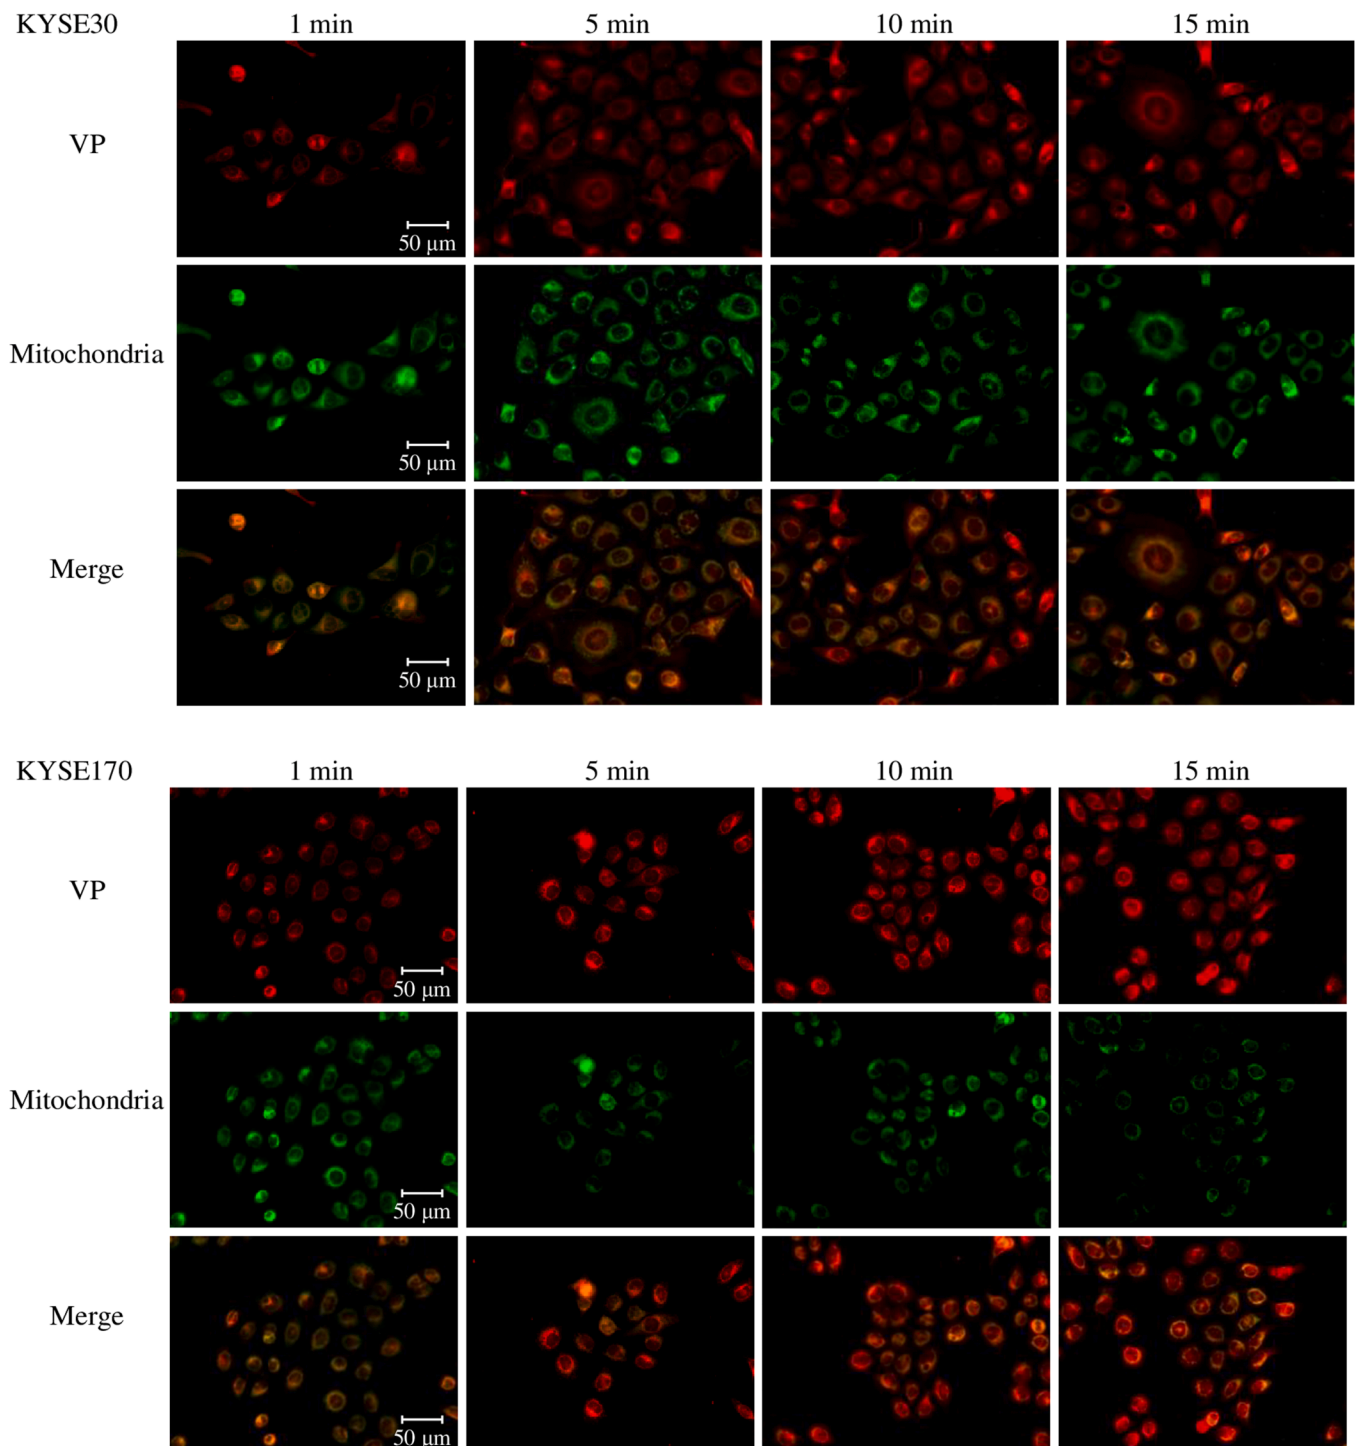 KYSE30 1 min 5 min 10 min 15 min
VP
50 μm
Mitochondria
50 μm
Merge
50 μm
KYSE170 1 min 5 min 10 min 15 min
VP
50 μm
Mitochondria
50 μm
Merge
50 μm